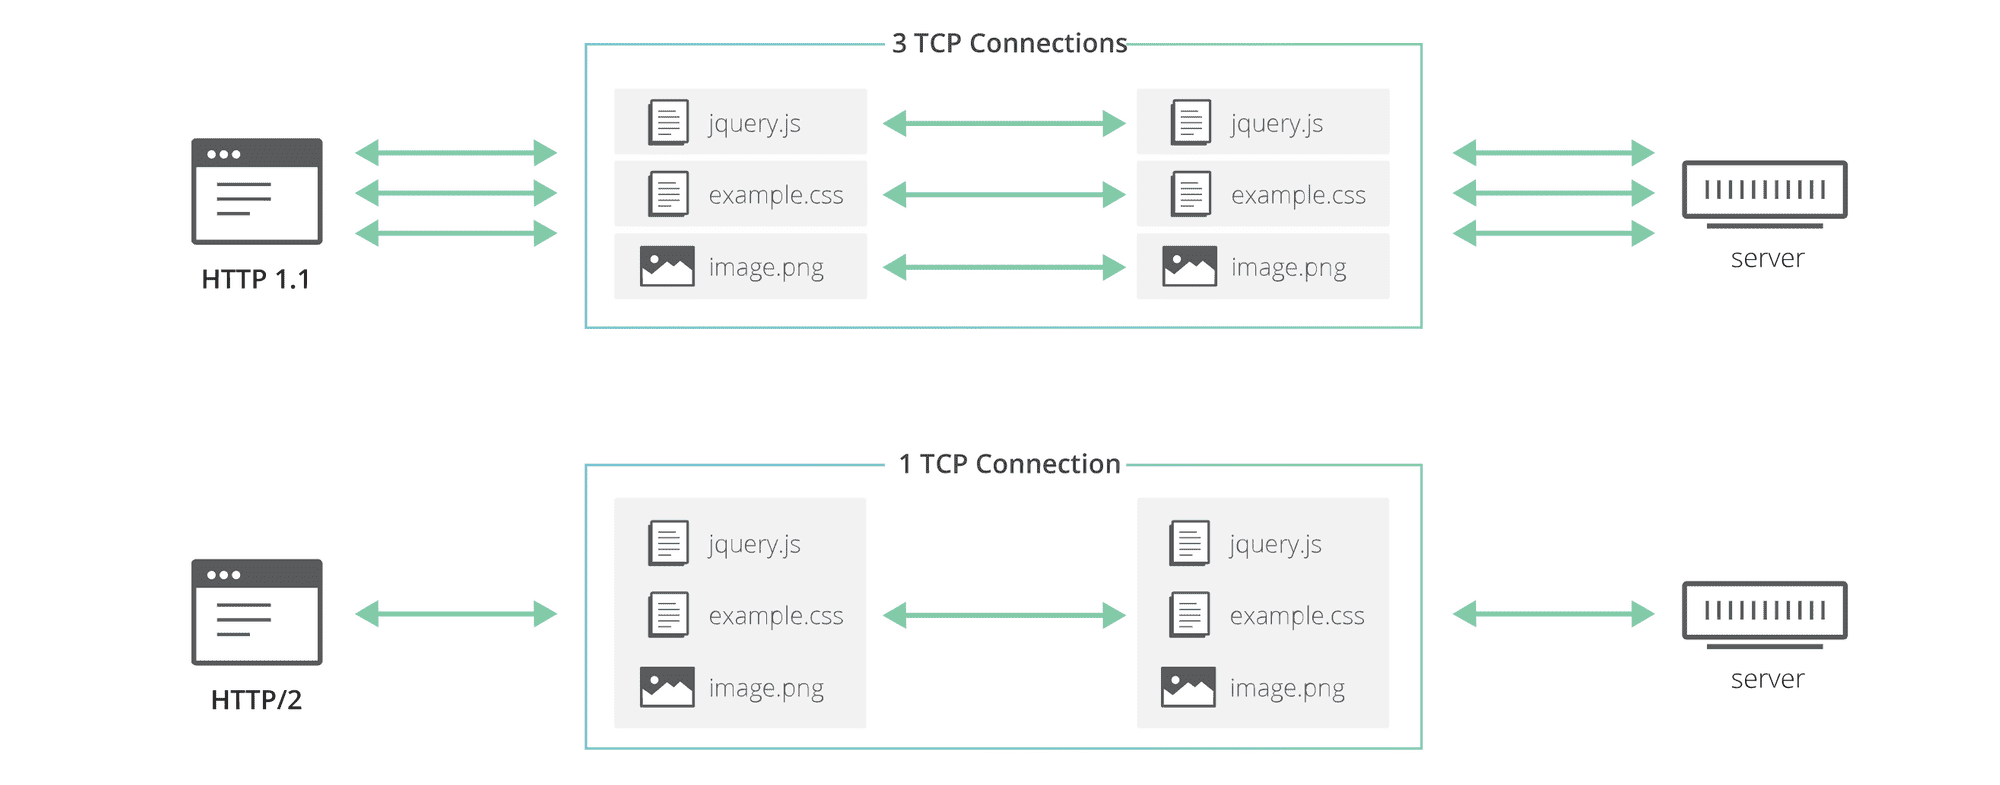 3 TCP Connections
jquery.js
jquery.js
example.css
example.css
image.png
image.png
HTTP 1.1
server
1 TCP Connection
jquery.js
jquery.js
example.css
example.css
image.png
image.png
HTTP/2
server